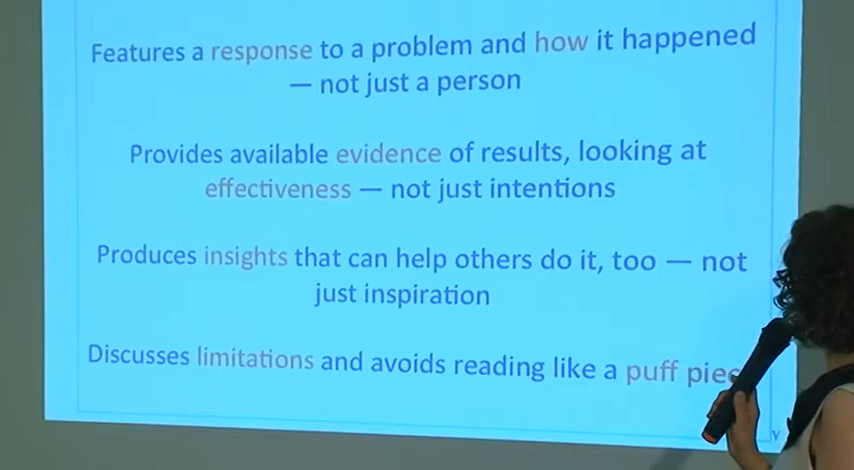 Features a response to a problem and how it happened
— not just a person
Provides available evidence of results, looking at
effectiveness — not just intentions
Produces insights that can help others do it, too — not
just inspiration
Discusses limitations and avoids reading like a puff piec